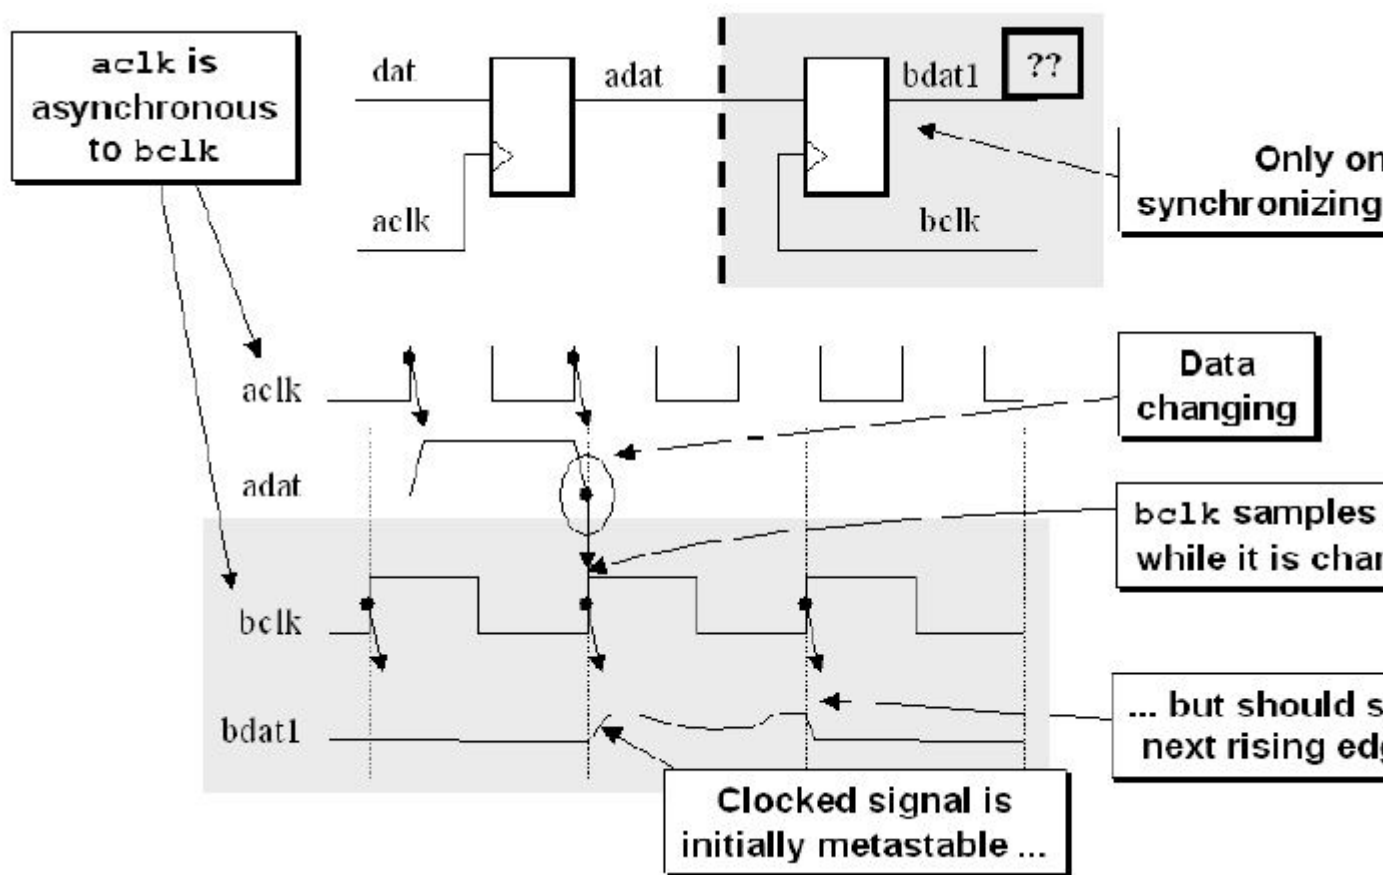 aclk is
asynchronous
to bclk
dat
adat
bdat1
??
aclk
bclk
Only on
synchronizing
aclk
Data
changing
adat
bclk samples
while it is char
bclk
... but should s
next rising edg
bdat1
Clocked signal is
initially metastable ...